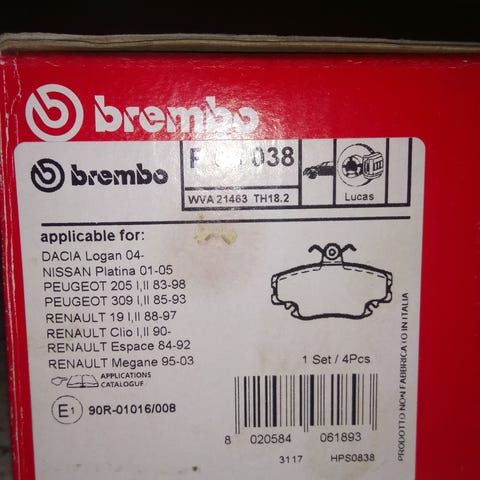 brembo
brembo
038
WVA 21463 TH18.2
Lucas
applicable for:
DACIA Logan 04-
NISSAN Platina 01-05
PEUGEOT 205 I,II 83-98
PEUGEOT 309 I,II 85-93
RENAULT 19 I,II 88-97
RENAULT Clio I,II 90-
RENAULT Espace 84-92
RENAULT Megane 95-03
APPLICATIONS
CATALOGUE
1 Set / 4Pcs
E1 90R-01016/008
8 020584 061893
3117 HPS0838
PRODOTTO NON FABBRICATO IN ITALIA